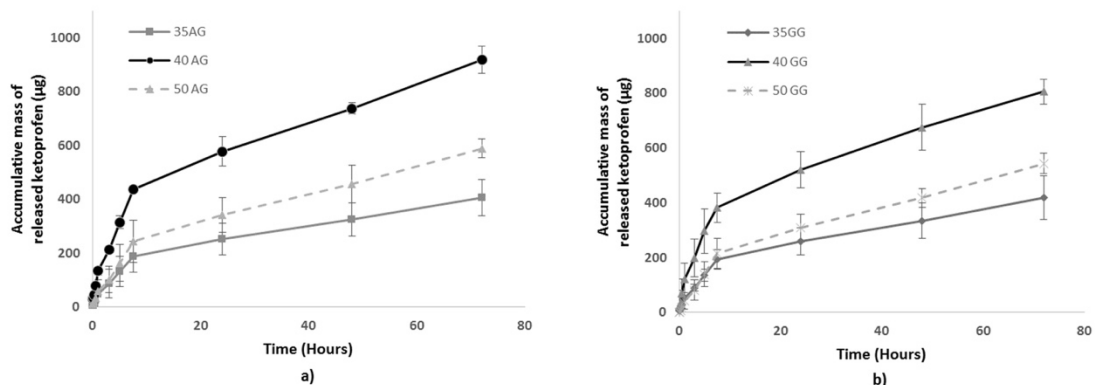 1000
800
600
400
200
0
Accumulative mass of
released ketoprofen (µg)
35AG
40 AG
50 AG
0
20
40
60
80
Time (Hours)
a)
1000
800
600
400
200
0
Accumulative mass of
released ketoprofen (µg)
35GG
40 GG
50 GG
0
20
40
60
80
Time (Hours)
b)